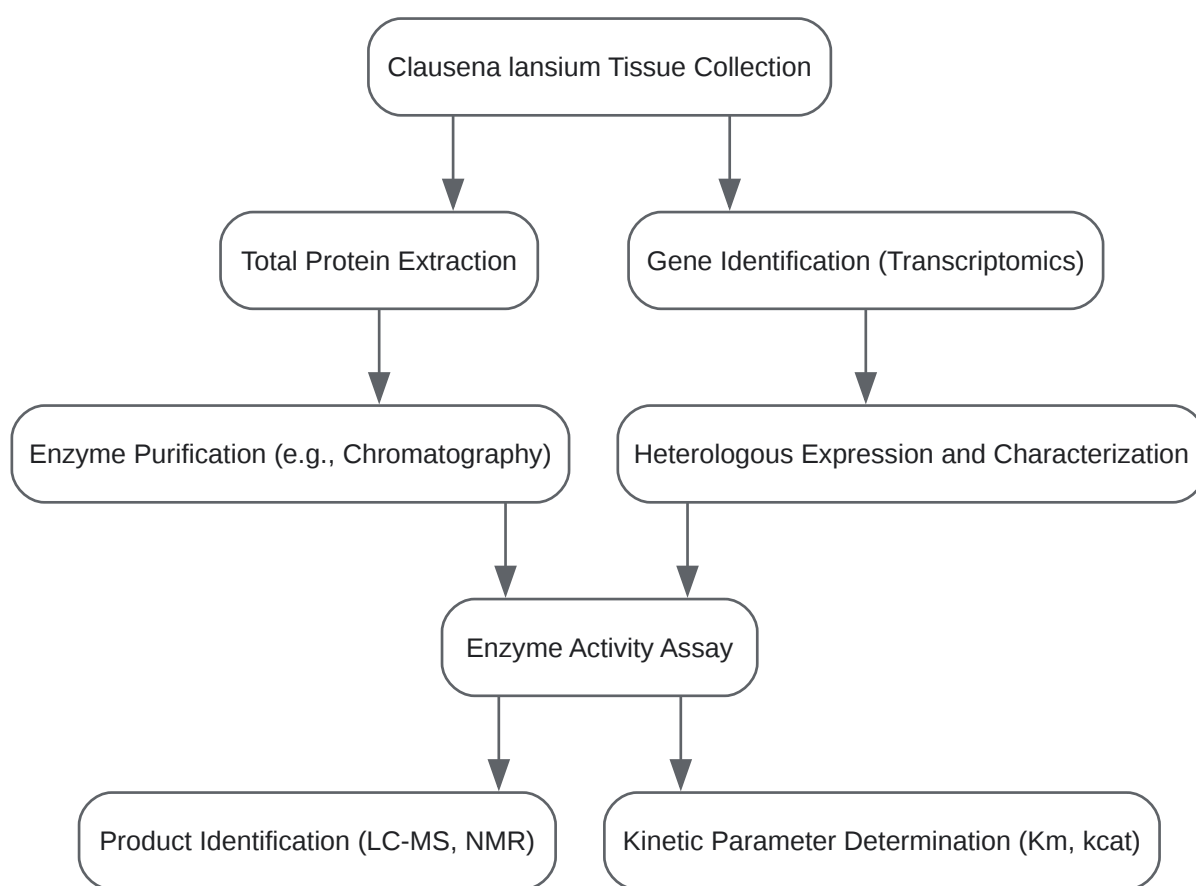 Clausena lansium Tissue Collection
Total Protein Extraction
Gene Identification (Transcriptomics)
Enzyme Purification (e.g., Chromatography)
Heterologous Expression and Characterization
Enzyme Activity Assay
Product Identification (LC-MS, NMR)
Kinetic Parameter Determination (Km, kcat)